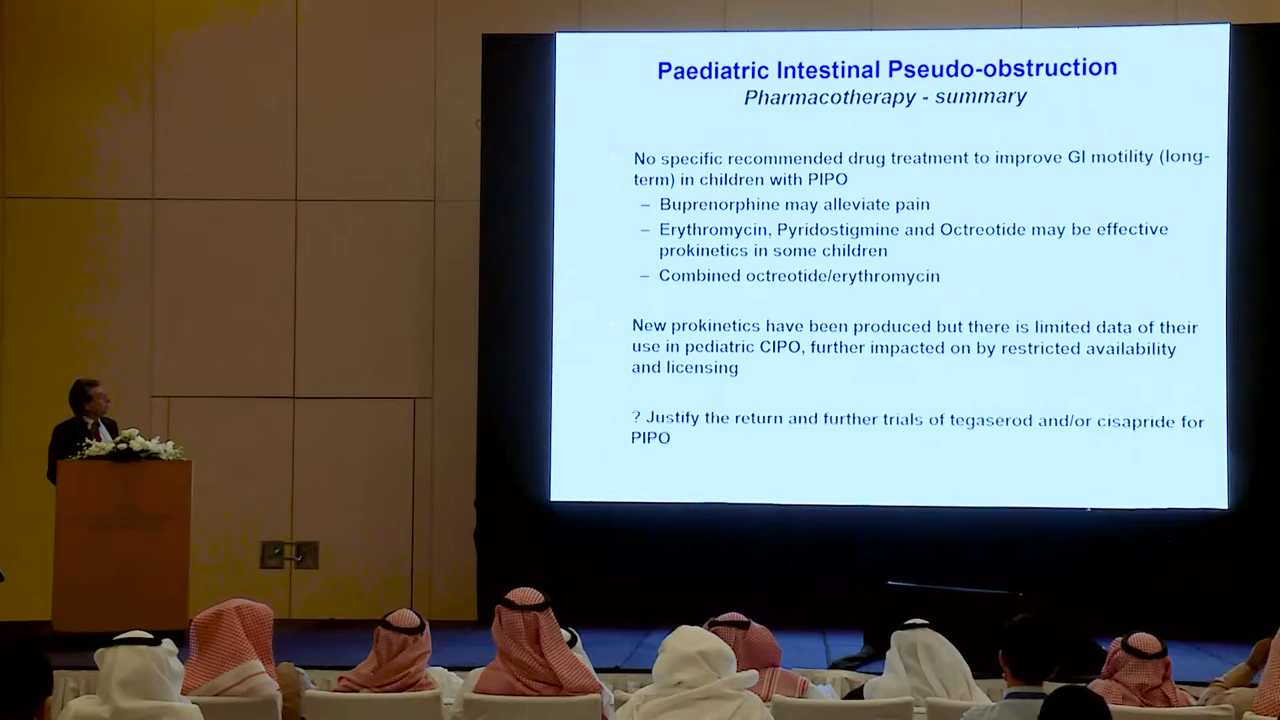 Paediatric Intestinal Pseudo-obstruction
Pharmacotherapy - summary
No specific recommended drug treatment to improve GI motility (long-
term) in children with PIPO
– Buprenorphine may alleviate pain
– Erythromycin, Pyridostigmine and Octreotide may be effective
prokinetics in some children
– Combined octreotide/erythromycin
New prokinetics have been produced but there is limited data of their
use in pediatric CIPO, further impacted on by restricted availability
and licensing
? Justify the return and further trials of tegaserod and/or cisapride for
PIPO